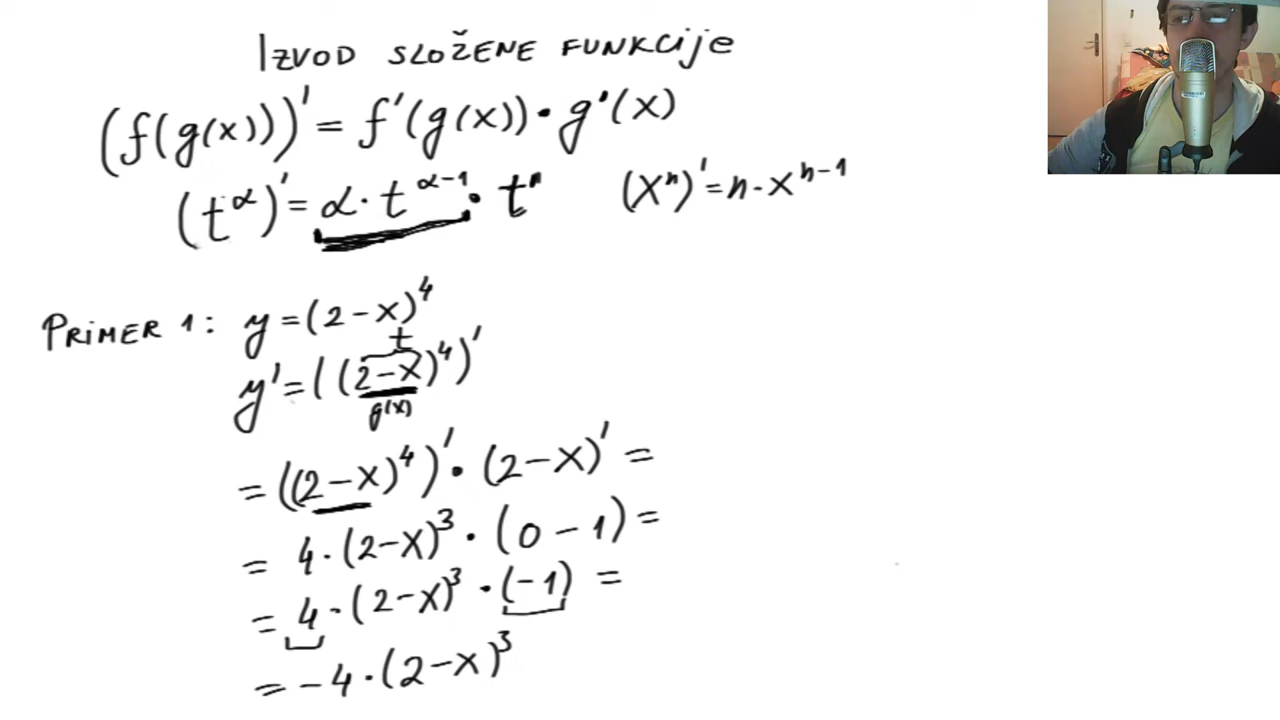 IZVOD SLOŽENE FUNKCIJE
(f(g(x)))' = f'(g(x)) · g'(x)
(t^α)' = α · t^(α-1) · t'
(x^n)' = n · x^(n-1)
PRIMER 1: y = (2-x)^4
t
y' = ((2-x)^4)'
g(x)
= ((2-x)^4)' · (2-x)' =
= 4 · (2-x)^3 · (0-1) =
= 4 · (2-x)^3 · (-1) =
= -4 · (2-x)^3